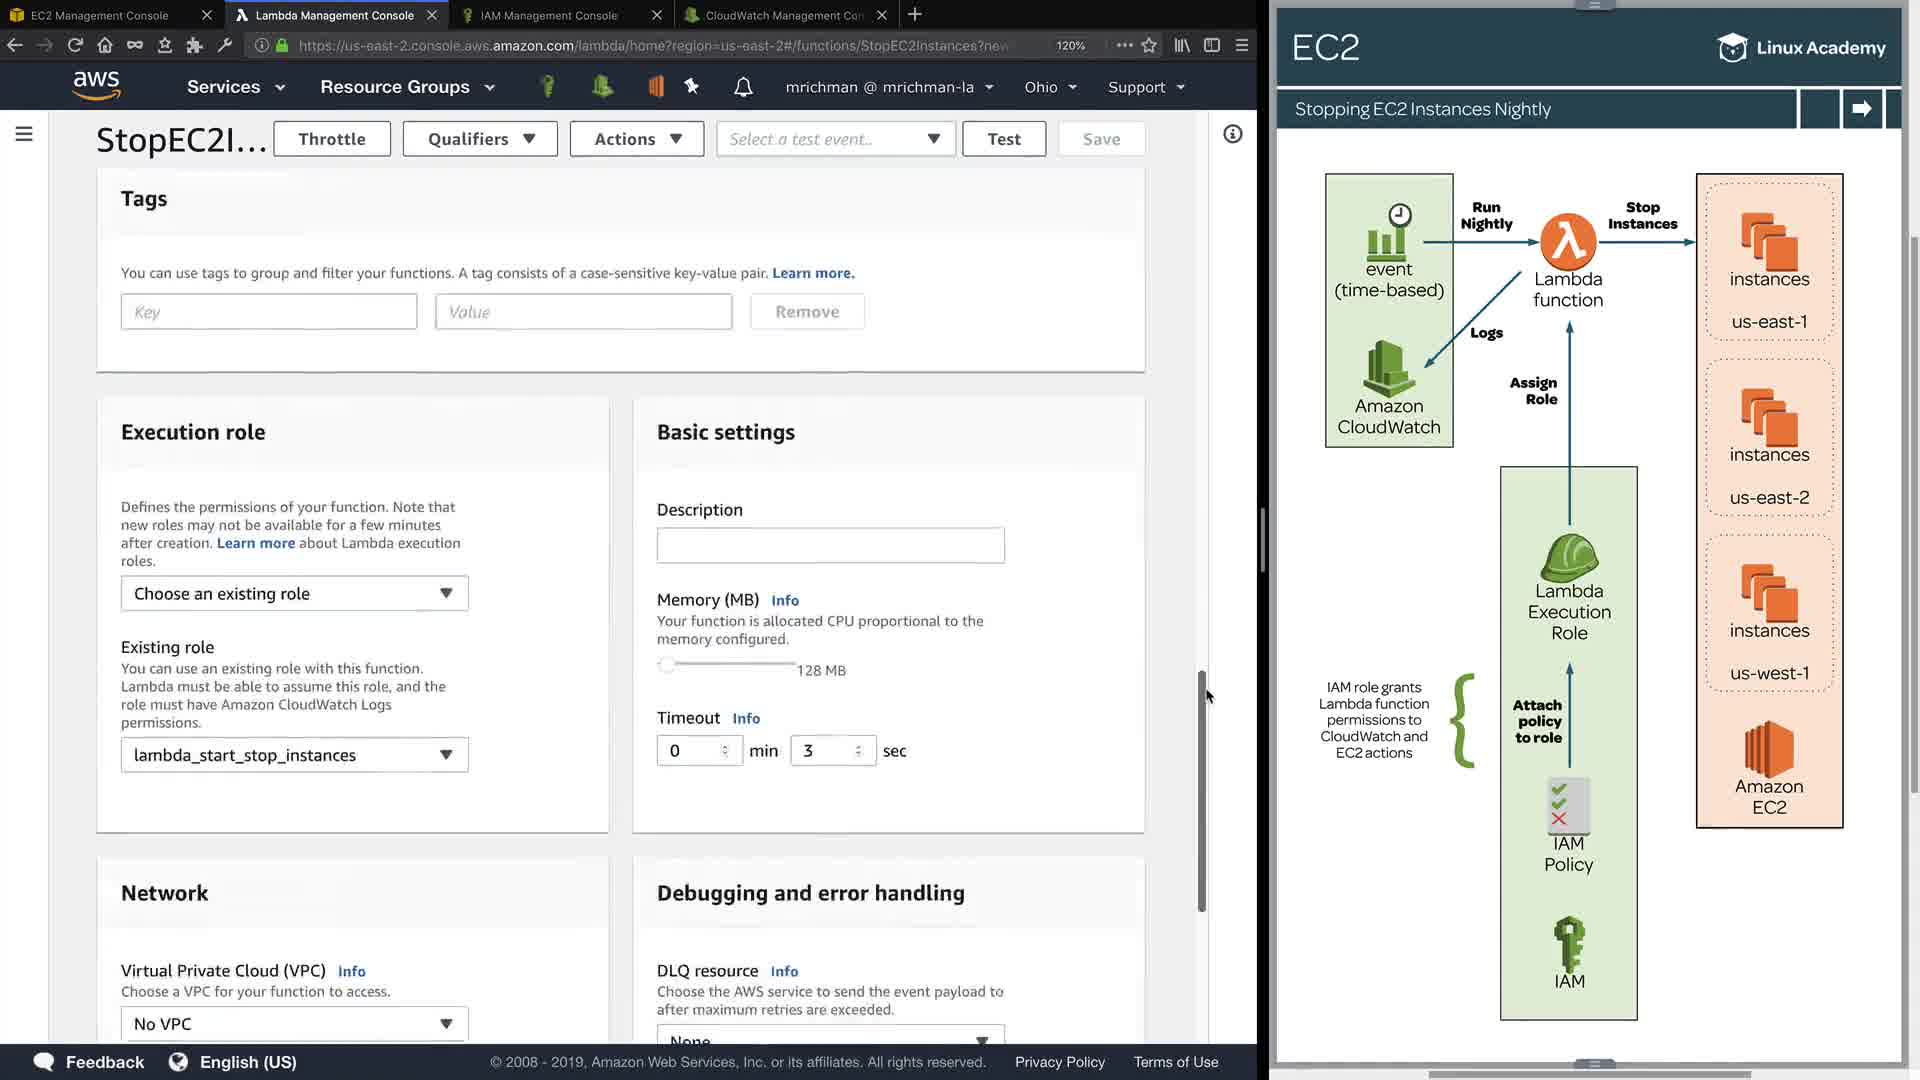 EC2 Management Console
Lambda Management Console
IAM Management Console
CloudWatch Management Con
https://us-east-2.console.aws.amazon.com/lambda/home?region=us-east-2#/functions/StopEC2Instances?new
120%
aws
Services
Resource Groups
mrichman @ mrichman-la
Ohio
Support
StopEC2I...
Throttle
Qualifiers
Actions
Select a test event..
Test
Save
Tags
You can use tags to group and filter your functions. A tag consists of a case-sensitive key-value pair. Learn more.
Key
Value
Remove
Execution role
Defines the permissions of your function. Note that
new roles may not be available for a few minutes
after creation. Learn more about Lambda execution
roles.
Choose an existing role
Existing role
You can use an existing role with this function.
Lambda must be able to assume this role, and the
role must have Amazon CloudWatch Logs
permissions.
lambda_start_stop_instances
Basic settings
Description
Memory (MB) Info
Your function is allocated CPU proportional to the
memory configured.
128 MB
Timeout Info
0 min 3 sec
Network
Virtual Private Cloud (VPC) Info
Choose a VPC for your function to access.
No VPC
Debugging and error handling
DLQ resource Info
Choose the AWS service to send the event payload to
after maximum retries are exceeded.
None
Feedback
English (US)
© 2008 - 2019, Amazon Web Services, Inc. or its affiliates. All rights reserved.
Privacy Policy
Terms of Use
EC2
Linux Academy
Stopping EC2 Instances Nightly
event
(time-based)
Run
Nightly
Lambda
function
Stop
Instances
instances
us-east-1
Logs
Amazon
CloudWatch
Assign
Role
instances
us-east-2
Lambda
Execution
Role
instances
us-west-1
IAM role grants
Lambda function
permissions to
CloudWatch and
EC2 actions
Attach
policy
to role
Amazon
EC2
IAM
Policy
IAM